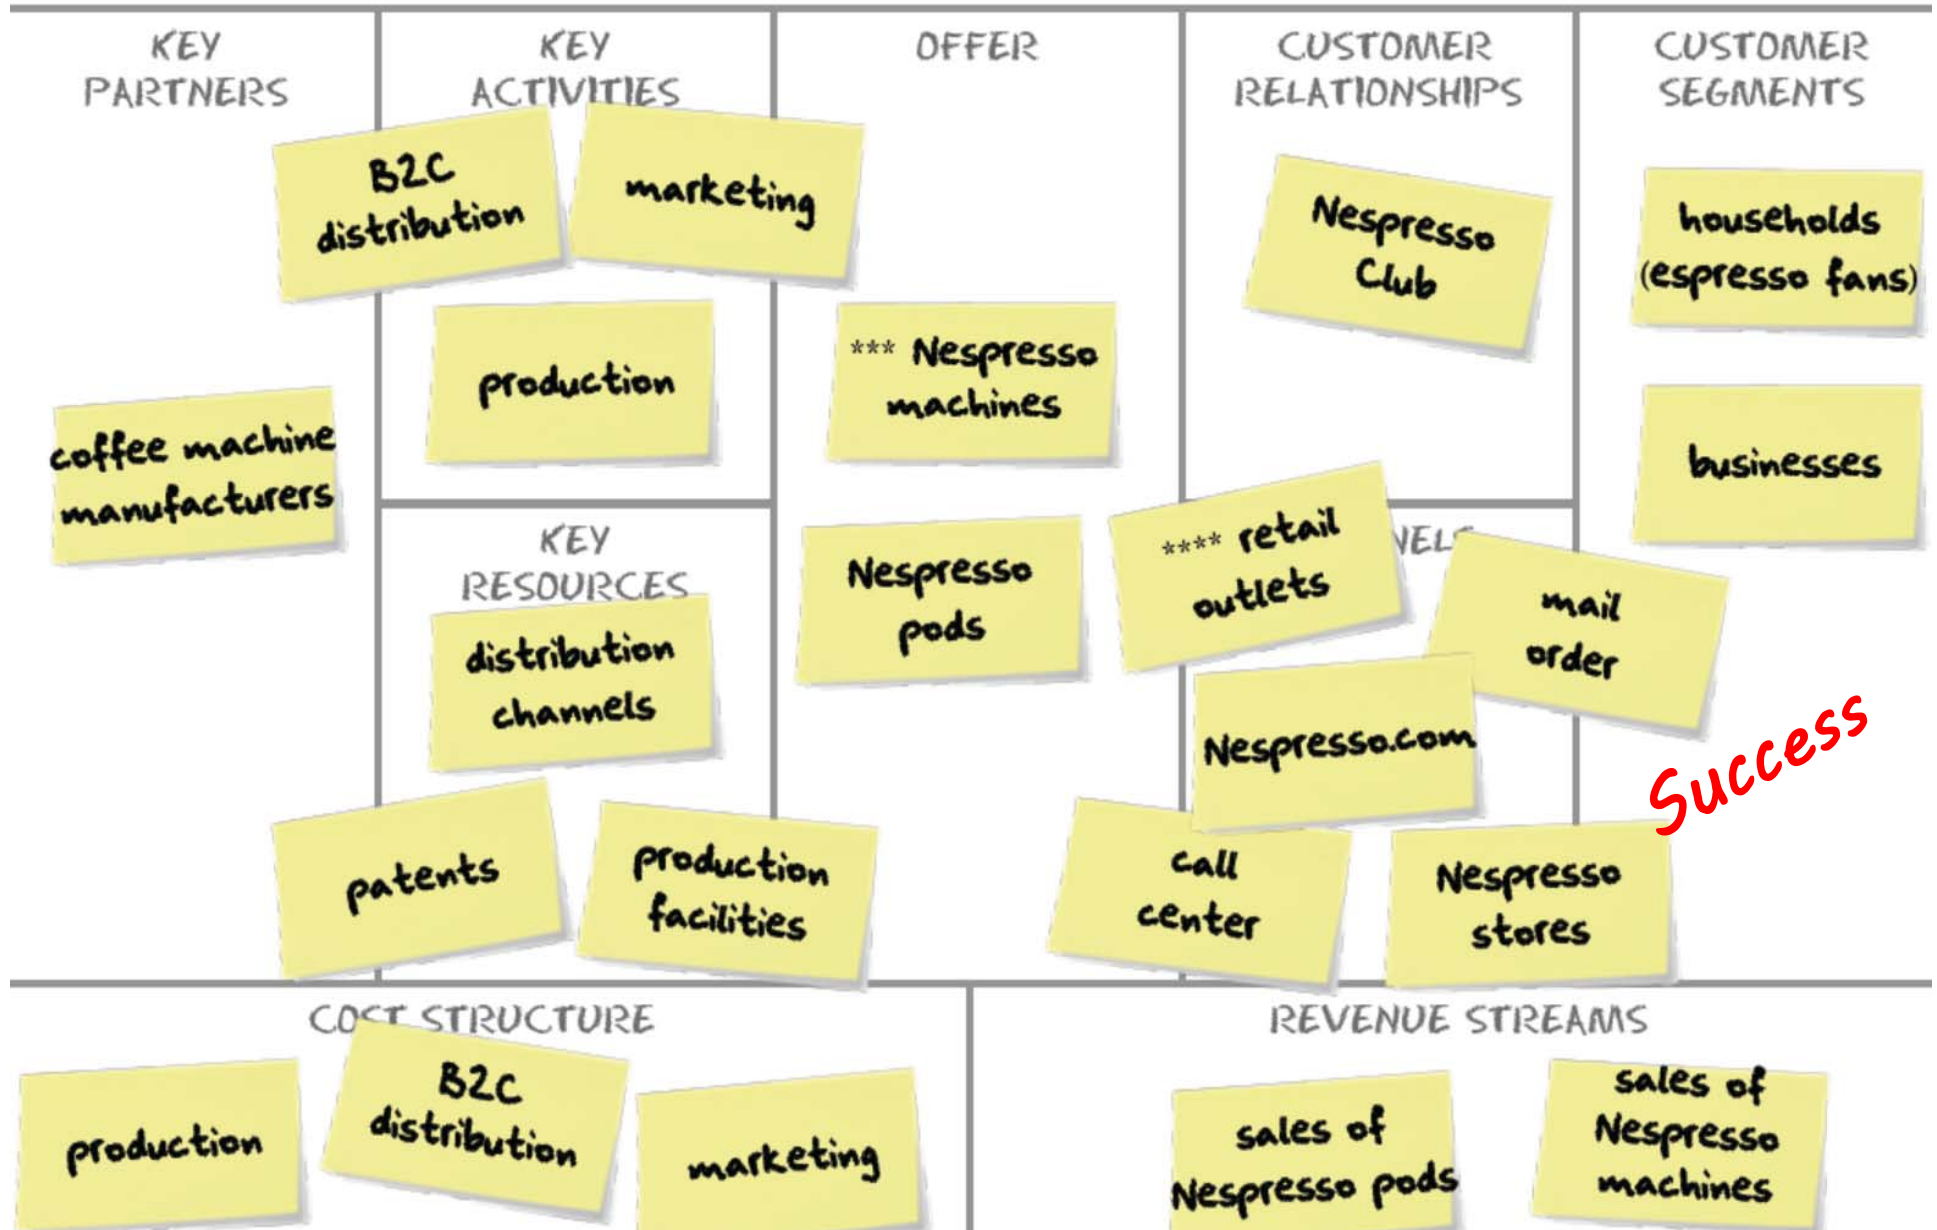 KEY
PARTNERS
coffee machine
manufacturers
KEY
ACTIVITIES
B2C
distribution
marketing
production
KEY
RESOURCES
distribution
channels
patents
production
facilities
OFFER
*** Nespresso
machines
Nespresso
pods
CUSTOMER
RELATIONSHIPS
Nespresso
Club
NELS
**** retail
outlets
mail
order
Nespresso.com
call
center
Nespresso
stores
CUSTOMER
SEGMENTS
households
(espresso fans)
businesses
Success
COST STRUCTURE
production
B2C
distribution
marketing
REVENUE STREAMS
sales of
Nespresso pods
sales of
Nespresso
machines